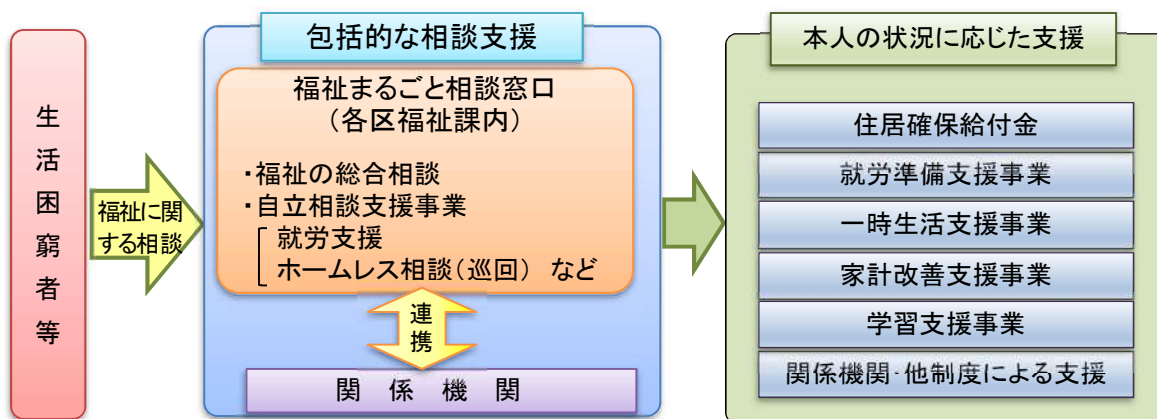 生活困窮者等
福祉に関
する相談
包括的な相談支援
福祉まるごと相談窓口
（各区福祉課内）
・福祉の総合相談
・自立相談支援事業
就労支援
ホームレス相談（巡回） など
連携
関係機関
本人の状況に応じた支援
住居確保給付金
就労準備支援事業
一時生活支援事業
家計改善支援事業
学習支援事業
関係機関・他制度による支援